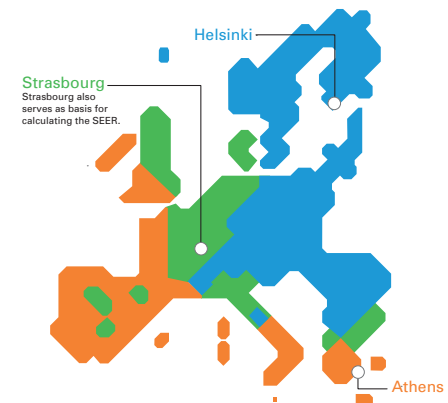 Helsinki
Strasbourg
Strasbourg also
serves as basis for
calculating the SEER.
Athens